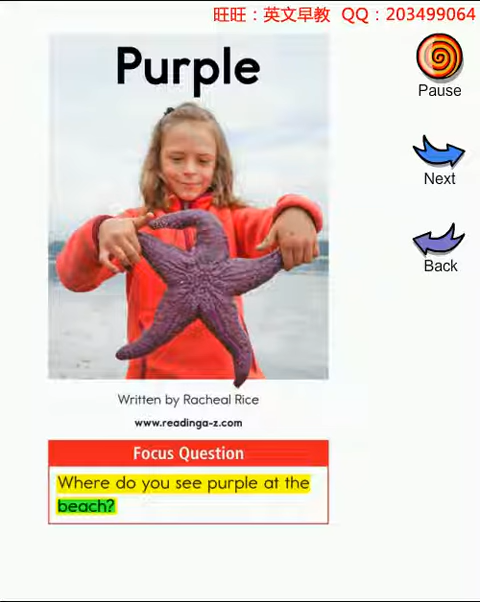 旺旺：英文早教 QQ：203499064
Purple
Pause
Next
Back
Written by Racheal Rice
www.readinga-z.com
Focus Question
Where do you see purple at the
beach?